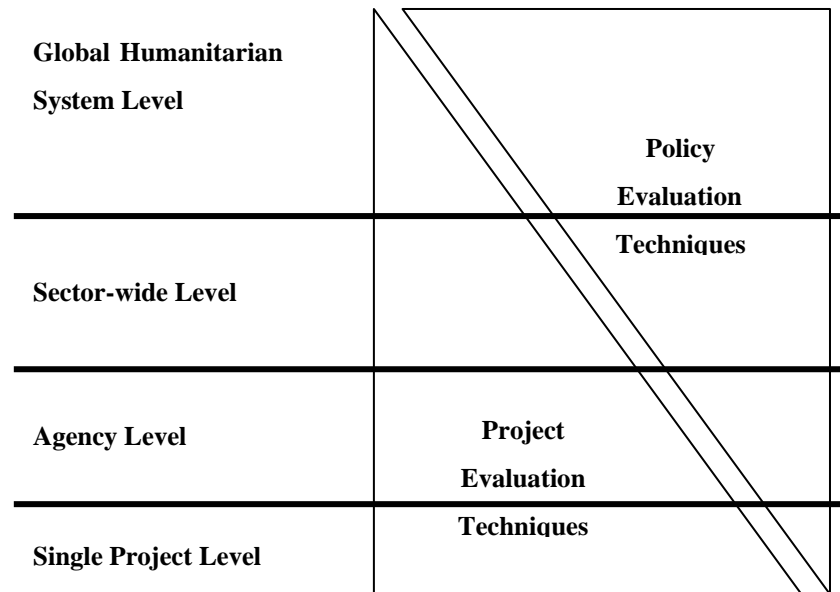 Global Humanitarian
System Level
Policy
Evaluation
Techniques
Sector-wide Level
Agency Level
Project
Evaluation
Techniques
Single Project Level